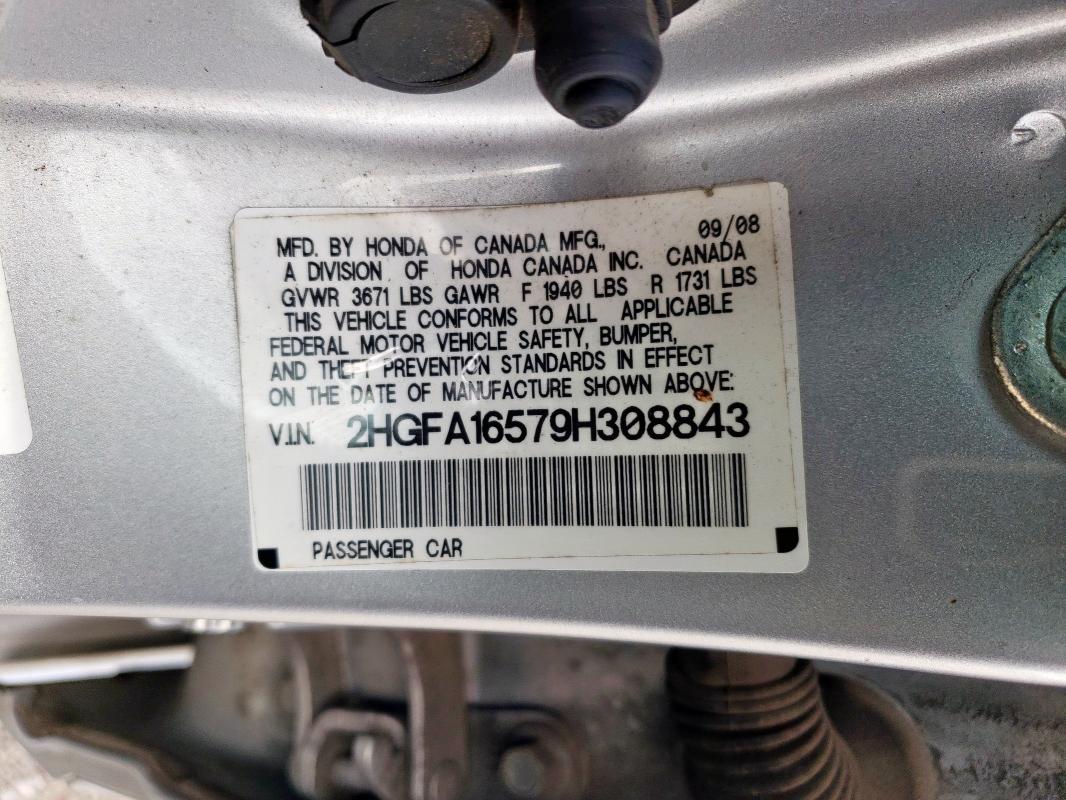 09/08
MFD. BY HONDA OF CANADA MFG.,
A DIVISION OF HONDA CANADA INC. CANADA
GVWR 3671 LBS GAWR F 1940 LBS R 1731 LBS
THIS VEHICLE CONFORMS TO ALL APPLICABLE
FEDERAL MOTOR VEHICLE SAFETY, BUMPER,
AND THEFT PREVENTION STANDARDS IN EFFECT
ON THE DATE OF MANUFACTURE SHOWN ABOVE:
V.I.N. 2HGFA16579H308843
PASSENGER CAR